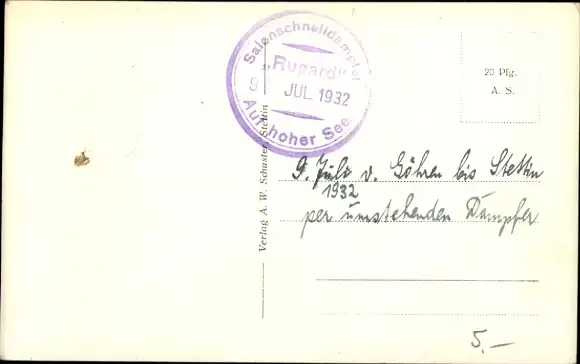 Salonschnelldampfer
„Rugard"
9 JUL 1932
Auf hoher See
20 Pfg.
A. S.
Verlag A. W. Schuster, Stettin
9. Juli v. Göhren bis Stettin
1932
per umstehenden Dampfer
5.—